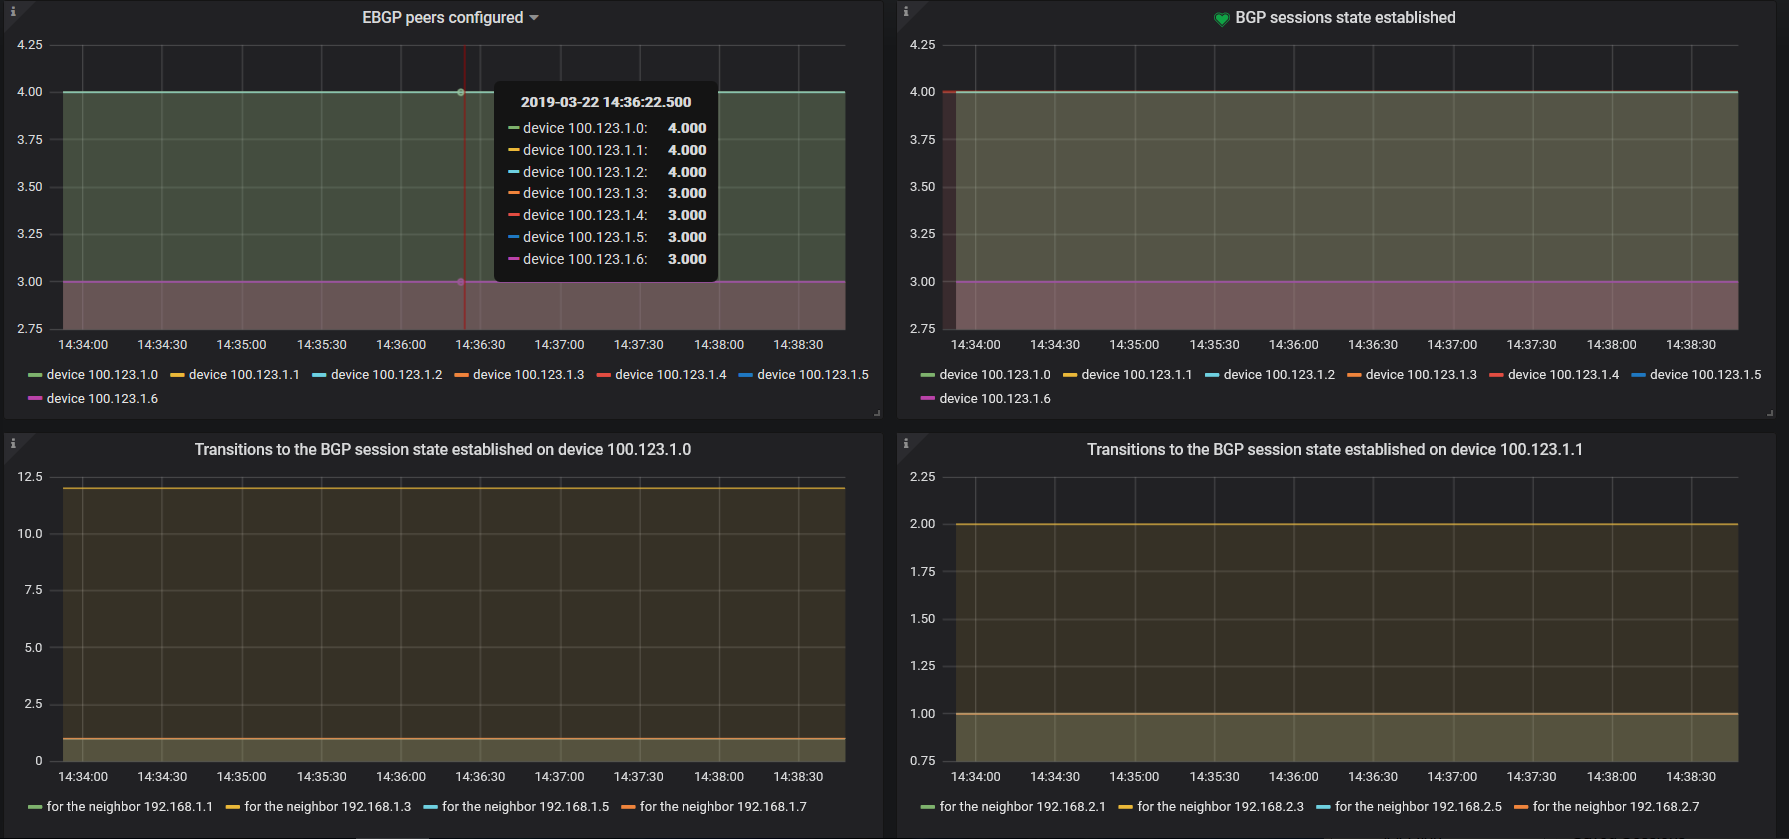 EBGP peers configured
4.25
4.00
3.75
3.50
3.25
3.00
2.75
14:34:00 14:34:30 14:35:00 14:35:30 14:36:00 14:36:30 14:37:00 14:37:30 14:38:00 14:38:30
2019-03-22 14:36:22.500
device 100.123.1.0: 4.000
device 100.123.1.1: 4.000
device 100.123.1.2: 4.000
device 100.123.1.3: 3.000
device 100.123.1.4: 3.000
device 100.123.1.5: 3.000
device 100.123.1.6: 3.000
device 100.123.1.0 device 100.123.1.1 device 100.123.1.2 device 100.123.1.3 device 100.123.1.4 device 100.123.1.5
device 100.123.1.6
BGP sessions state established
4.25
4.00
3.75
3.50
3.25
3.00
2.75
14:34:00 14:34:30 14:35:00 14:35:30 14:36:00 14:36:30 14:37:00 14:37:30 14:38:00 14:38:30
device 100.123.1.0 device 100.123.1.1 device 100.123.1.2 device 100.123.1.3 device 100.123.1.4 device 100.123.1.5
device 100.123.1.6
Transitions to the BGP session state established on device 100.123.1.0
12.5
10.0
7.5
5.0
2.5
0
14:34:00 14:34:30 14:35:00 14:35:30 14:36:00 14:36:30 14:37:00 14:37:30 14:38:00 14:38:30
for the neighbor 192.168.1.1 for the neighbor 192.168.1.3 for the neighbor 192.168.1.5 for the neighbor 192.168.1.7
Transitions to the BGP session state established on device 100.123.1.1
2.25
2.00
1.75
1.50
1.25
1.00
0.75
14:34:00 14:34:30 14:35:00 14:35:30 14:36:00 14:36:30 14:37:00 14:37:30 14:38:00 14:38:30
for the neighbor 192.168.2.1 for the neighbor 192.168.2.3 for the neighbor 192.168.2.5 for the neighbor 192.168.2.7